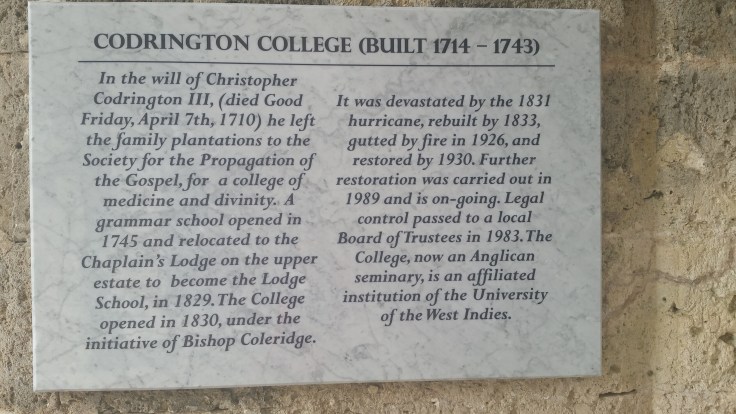 CODRINGTON COLLEGE (BUILT 1714 – 1743)
In the will of Christopher
Codrington III, (died Good
Friday, April 7th, 1710) he left
the family plantations to the
Society for the Propagation of
the Gospel, for a college of
medicine and divinity. A
grammar school opened in
1745 and relocated to the
Chaplain's Lodge on the upper
estate to become the Lodge
School, in 1829. The College
opened in 1830, under the
initiative of Bishop Coleridge.
It was devastated by the 1831
hurricane, rebuilt by 1833,
gutted by fire in 1926, and
restored by 1930. Further
restoration was carried out in
1989 and is on-going. Legal
control passed to a local
Board of Trustees in 1983. The
College, now an Anglican
seminary, is an affiliated
institution of the University
of the West Indies.